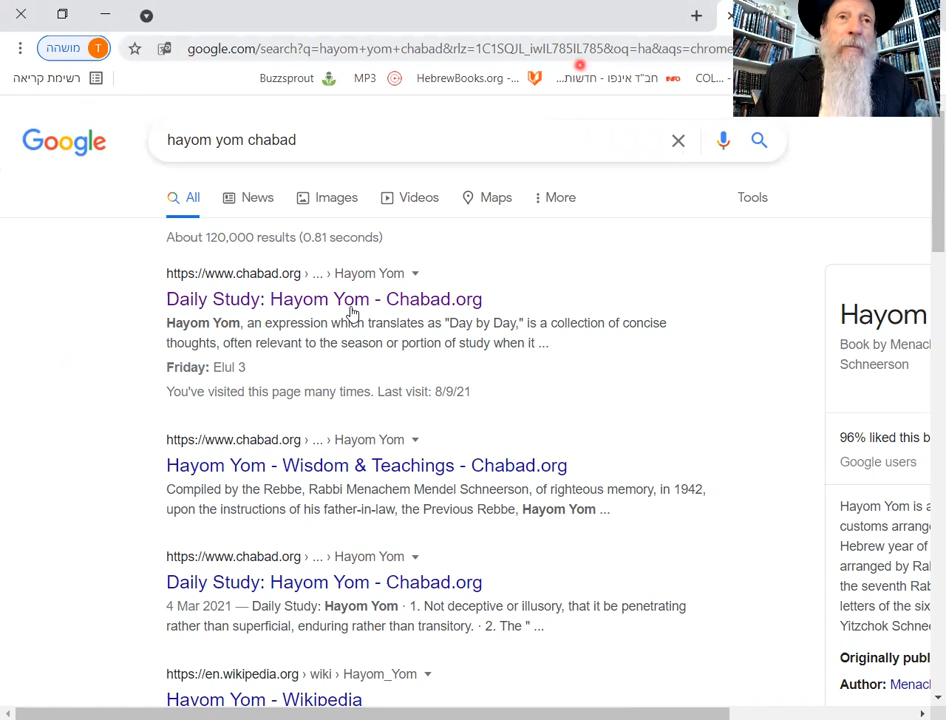 מושהה
T
google.com/search?q=hayom+yom+chabad&rlz=1C1SQJL_iwIL785IL785&oq=ha&aqs=chrome
רשימת קריאה
Buzzsprout
MP3
HebrewBooks.org -...
חב"ד אינפו - חדשות...
INFO
COL...
Google
hayom yom chabad
All
News
Images
Videos
Maps
More
Tools
About 120,000 results (0.81 seconds)
https://www.chabad.org › ... › Hayom Yom
Daily Study: Hayom Yom - Chabad.org
Hayom Yom, an expression which translates as "Day by Day," is a collection of concise
thoughts, often relevant to the season or portion of study when it ...
Friday: Elul 3
You've visited this page many times. Last visit: 8/9/21
https://www.chabad.org › ... › Hayom Yom
Hayom Yom - Wisdom & Teachings - Chabad.org
Compiled by the Rebbe, Rabbi Menachem Mendel Schneerson, of righteous memory, in 1942,
upon the instructions of his father-in-law, the Previous Rebbe, Hayom Yom ...
https://www.chabad.org › ... › Hayom Yom
Daily Study: Hayom Yom - Chabad.org
4 Mar 2021 — Daily Study: Hayom Yom · 1. Not deceptive or illusory, that it be penetrating
rather than superficial, enduring rather than transitory. · 2. The " ...
https://en.wikipedia.org › wiki › Hayom_Yom
Hayom Yom - Wikipedia
Hayom
Book by Menac
Schneerson
96% liked this b
Google users
Hayom Yom is a
customs arrang
Hebrew year of
arranged by Ra
the seventh Rab
letters of the six
Yitzchok Schne
Originally publ
Author: Menac